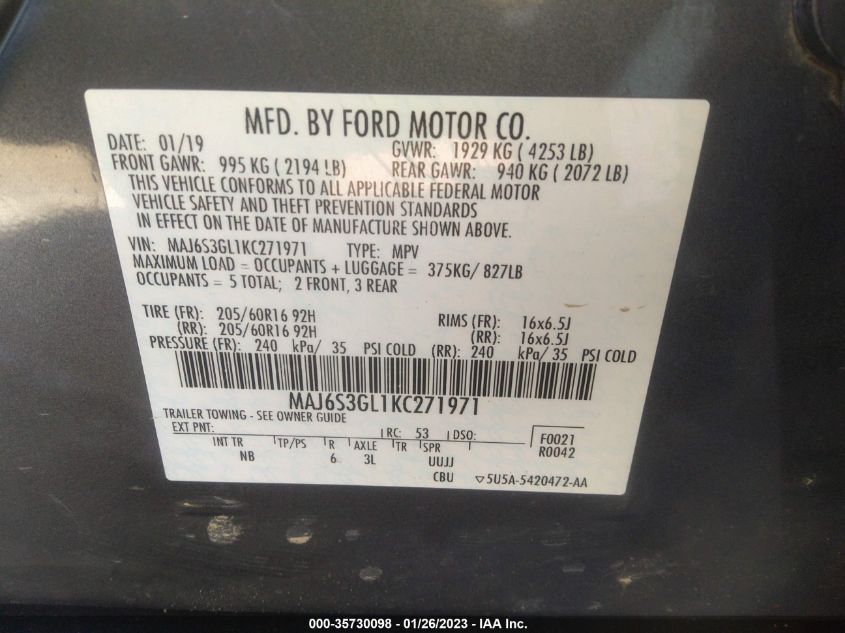 MFD. BY FORD MOTOR CO.
DATE: 01/19 GVWR: 1929 KG ( 4253 LB)
FRONT GAWR: 995 KG ( 2194 LB) REAR GAWR: 940 KG ( 2072 LB)
THIS VEHICLE CONFORMS TO ALL APPLICABLE FEDERAL MOTOR
VEHICLE SAFETY AND THEFT PREVENTION STANDARDS
IN EFFECT ON THE DATE OF MANUFACTURE SHOWN ABOVE.
VIN: MAJ6S3GL1KC271971 TYPE: MPV
MAXIMUM LOAD = OCCUPANTS + LUGGAGE = 375KG/ 827LB
OCCUPANTS = 5 TOTAL; 2 FRONT, 3 REAR
TIRE (FR): 205/60R16 92H RIMS (FR): 16x6.5J
(RR): 205/60R16 92H (RR): 16x6.5J
PRESSURE (FR): 240 kPa/ 35 PSI COLD (RR): 240 kPa/ 35 PSI COLD
MAJ6S3GL1KC271971
TRAILER TOWING - SEE OWNER GUIDE
EXT PNT: RC: 53 DSO: F0021
INT TR TP/PS R AXLE TR SPR R0042
NB 6 3L UUJJ
CBU ▽5U5A-5420472-AA
000-35730098 - 01/26/2023 - IAA Inc.